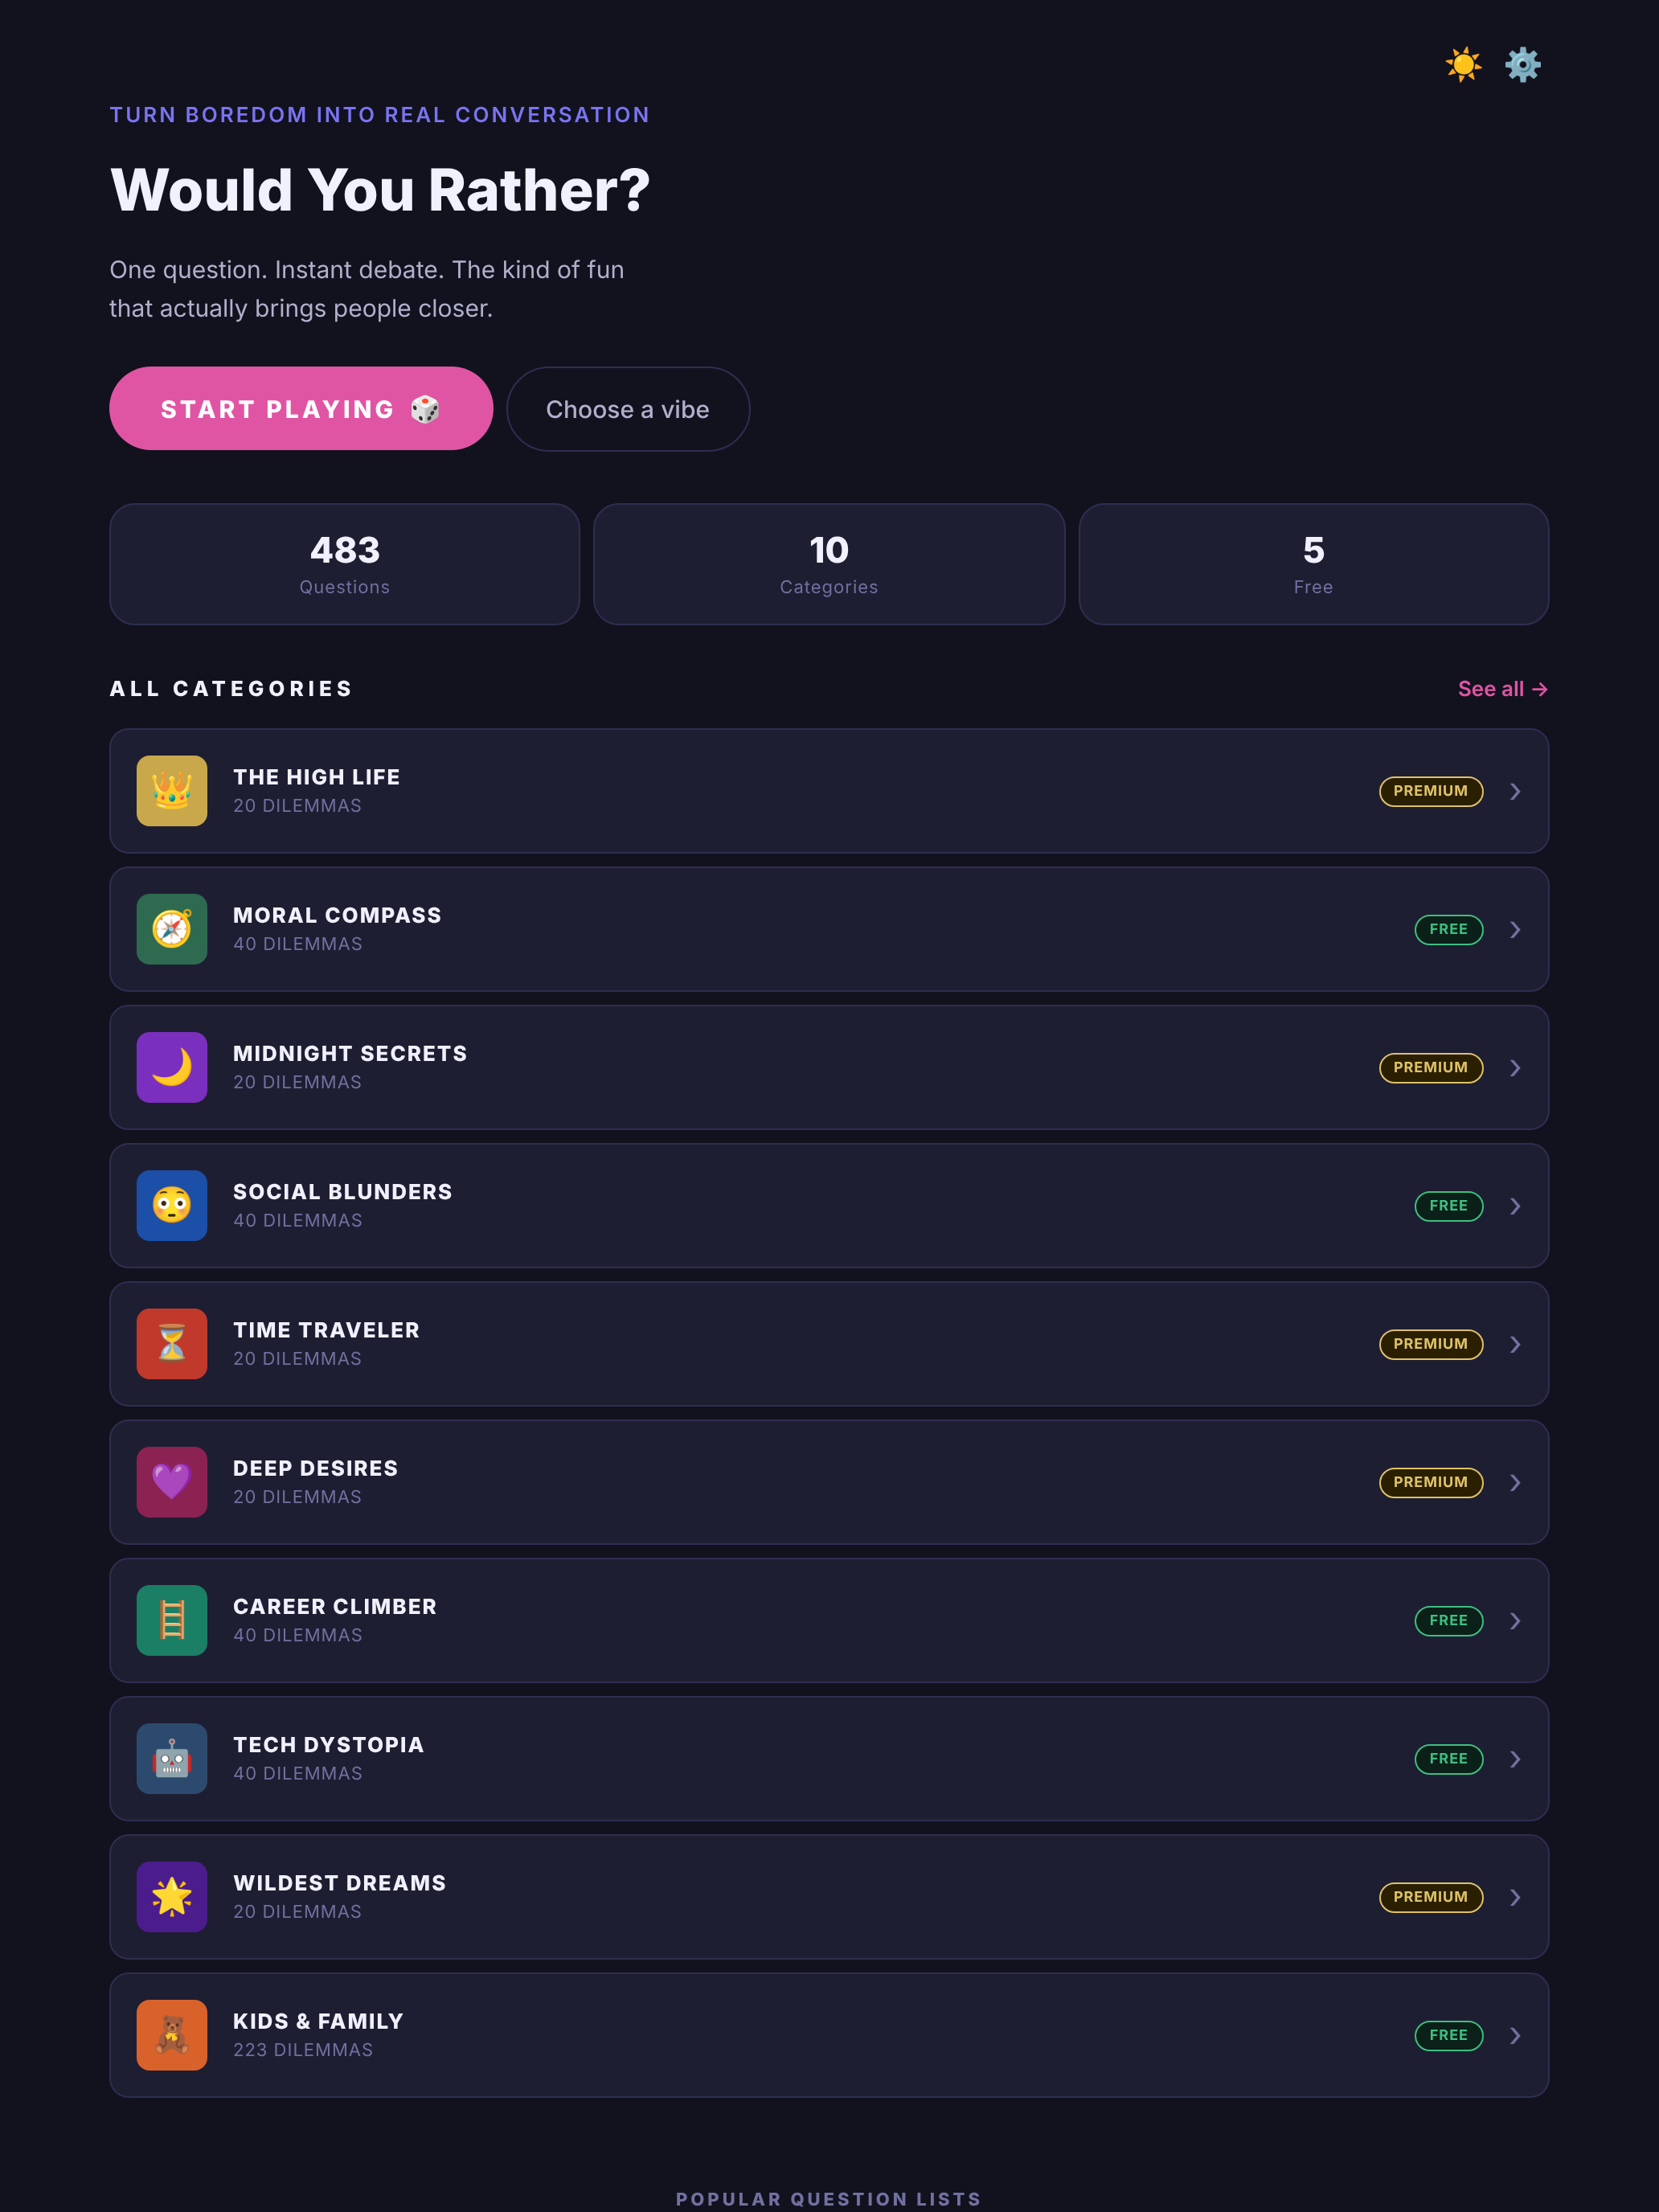 TURN BOREDOM INTO REAL CONVERSATION
Would You Rather?
One question. Instant debate. The kind of fun
that actually brings people closer.
START PLAYING
Choose a vibe
483
Questions
10
Categories
5
Free
ALL CATEGORIES
See all →
THE HIGH LIFE
20 DILEMMAS
PREMIUM
MORAL COMPASS
40 DILEMMAS
FREE
MIDNIGHT SECRETS
20 DILEMMAS
PREMIUM
SOCIAL BLUNDERS
40 DILEMMAS
FREE
TIME TRAVELER
20 DILEMMAS
PREMIUM
DEEP DESIRES
20 DILEMMAS
PREMIUM
CAREER CLIMBER
40 DILEMMAS
FREE
TECH DYSTOPIA
40 DILEMMAS
FREE
WILDEST DREAMS
20 DILEMMAS
PREMIUM
KIDS & FAMILY
223 DILEMMAS
FREE
POPULAR QUESTION LISTS